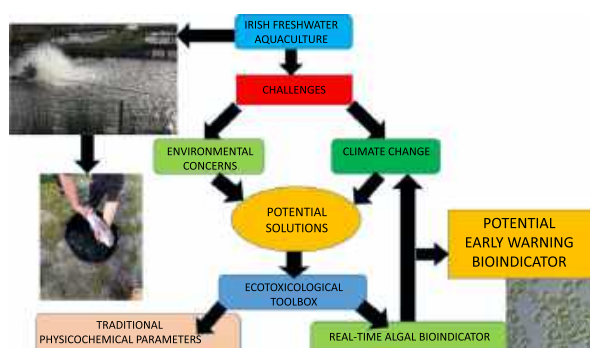 IRISH FRESHWATER
AQUACULTURE
CHALLENGES
ENVIRONMENTAL
CONCERNS
CLIMATE CHANGE
POTENTIAL
SOLUTIONS
POTENTIAL
EARLY WARNING
BIOINDICATOR
ECOTOXICOLOGICAL
TOOLBOX
TRADITIONAL
PHYSICOCHEMICAL PARAMETERS
REAL-TIME ALGAL BIOINDICATOR